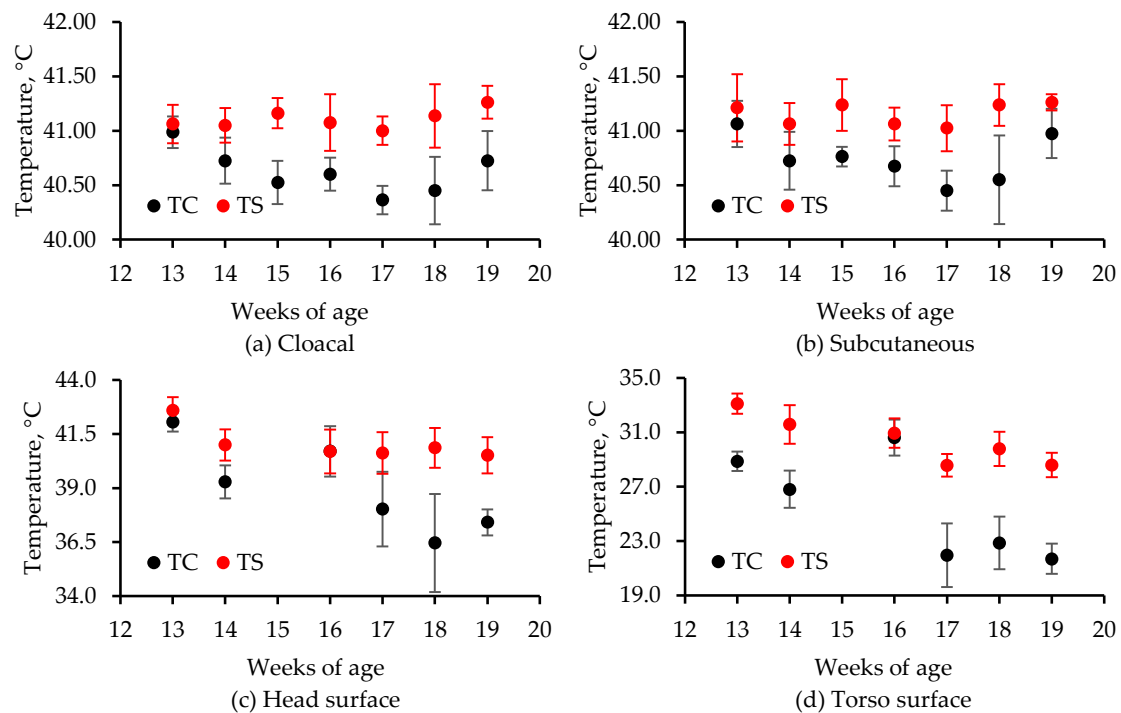 42.00
41.50
41.00
40.50
40.00
Temperature, °C
TC TS
12 13 14 15 16 17 18 19 20
Weeks of age
(a) Cloacal
42.00
41.50
41.00
40.50
40.00
Temperature, °C
TC TS
12 13 14 15 16 17 18 19 20
Weeks of age
(b) Subcutaneous
44.0
41.5
39.0
36.5
34.0
Temperature, °C
TC TS
12 13 14 15 16 17 18 19 20
Weeks of age
(c) Head surface
35.0
31.0
27.0
23.0
19.0
Temperature, °C
TC TS
12 13 14 15 16 17 18 19 20
Weeks of age
(d) Torso surface